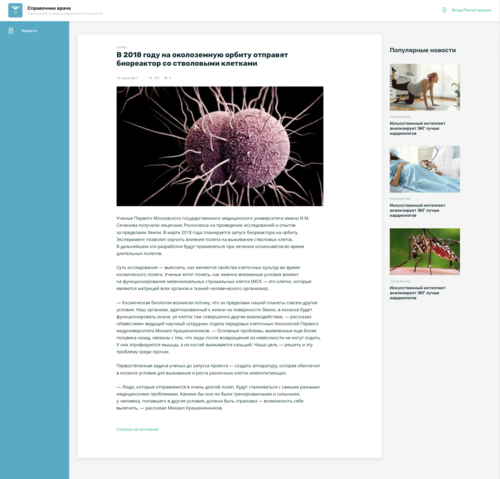 Справочник врача
Вход/Регистрация
Новости
В 2018 году на околоземную орбиту отправят
биореактор со стволовыми клетками
Ученые Первого Московского государственного медицинского университета имени И.М.
Сеченова получили лицензию Роскосмоса на проведение исследований и опытов
за пределами Земли. В марте 2018 года планируется запуск биореактора на орбиту.
Эксперимент позволит изучить влияние полета на выживание стволовых клеток.
В дальнейшем это разработки будут применяться при лечении космонавтов во время
длительных полетов.
Суть исследования — выяснить, как меняются свойства клеточных культур во время
космического полета. Ученые хотят понять, как именно внеземные условия влияют
на функционирование мезенхимальных стромальных клеток (МСК — это клетки, которые
являются матрицей всех органов и тканей человеческого организма).
— Космическая биология возникла потому, что за пределами нашей планеты совсем другие
условия. Наш организм, адаптированный к жизни на поверхности Земли, в космосе будет
функционировать иначе, уж клетки там совершенно другие взаимодействия, — рассказал
«Известиям» ведущий научный сотрудник отдела передовых клеточных технологий Первого
медуниверситета Михаил Крашенинников. — Основные проблемы, выявленные еще более
полувека назад, связаны с тем, что люди после возвращения из невесомости не могут ходить.
У них атрофируются мышцы, а из костей вымывается кальций. Наша цель — решить и эту
проблему среди прочих.
Первостепенная задача ученых до запуска проекта — создать аппаратуру, которая обеспечит
в космосе условия для выживания и роста различных клеток млекопитающих.
— Люди, которые отправляются в очень долгий полет, будут сталкиваться с самыми разными
медицинскими проблемами. Какими бы они ни были тренированными и сильными,
у человека, попавшего в другие условия, должна быть страховка — возможность себя
вылечить, — рассказал Михаил Крашенинников.
Ссылка на источник
Популярные новости
Искусственный интеллект
анализирует ЭКГ лучше
кардиологов
Искусственный интеллект
анализирует ЭКГ лучше
кардиологов
Искусственный интеллект
анализирует ЭКГ лучше
кардиологов